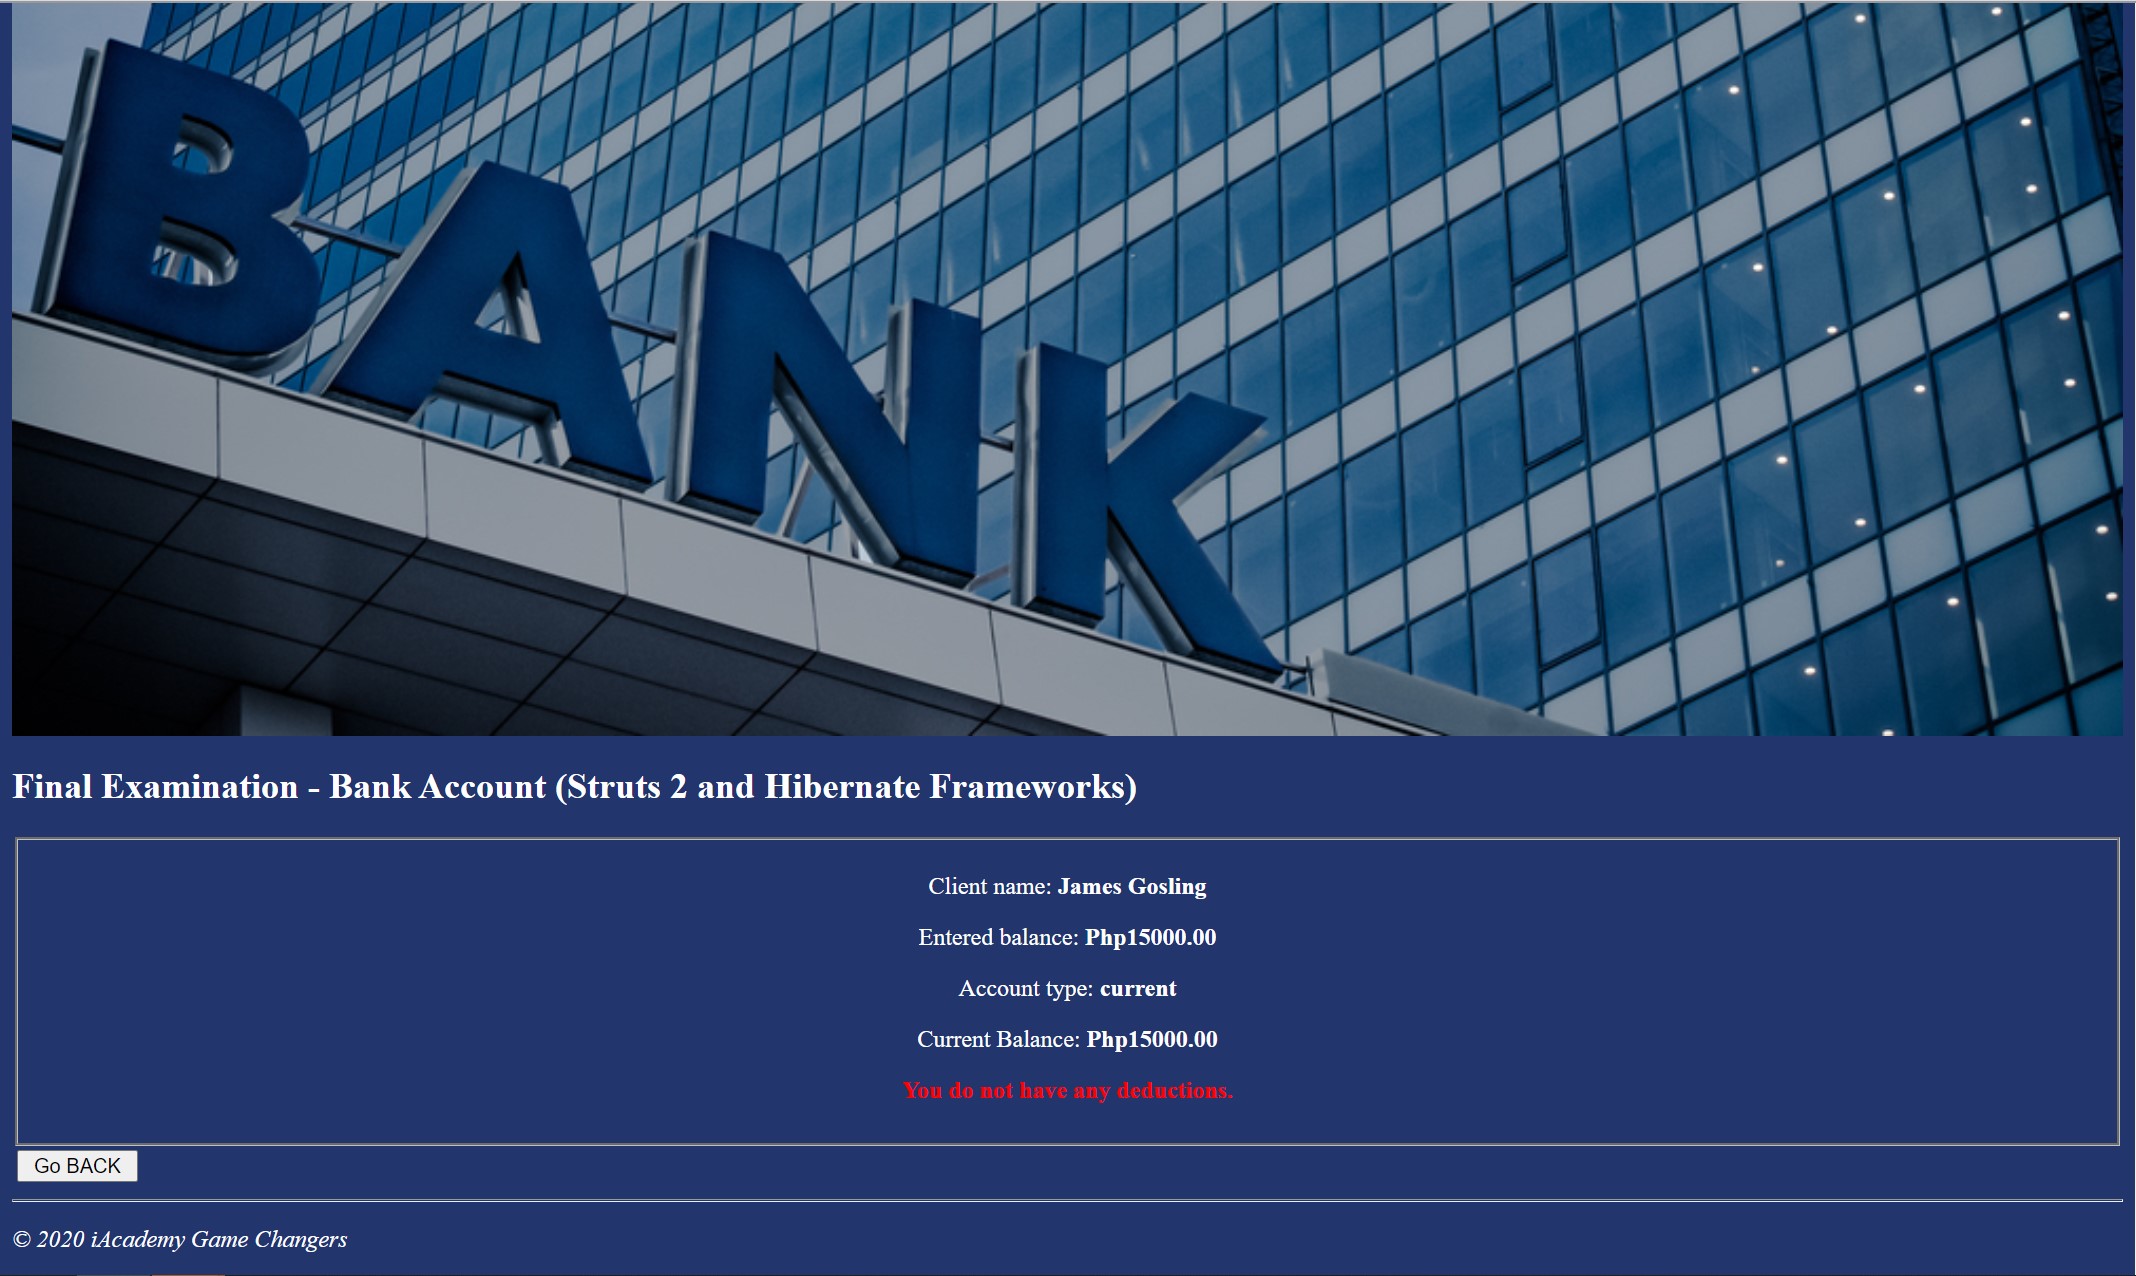 BANK
Final Examination - Bank Account (Struts 2 and Hibernate Frameworks)
Client name: James Gosling
Entered balance: Php15000.00
Account type: current
Current Balance: Php15000.00
You do not have any deductions.
Go BACK
© 2020 iAcademy Game Changers